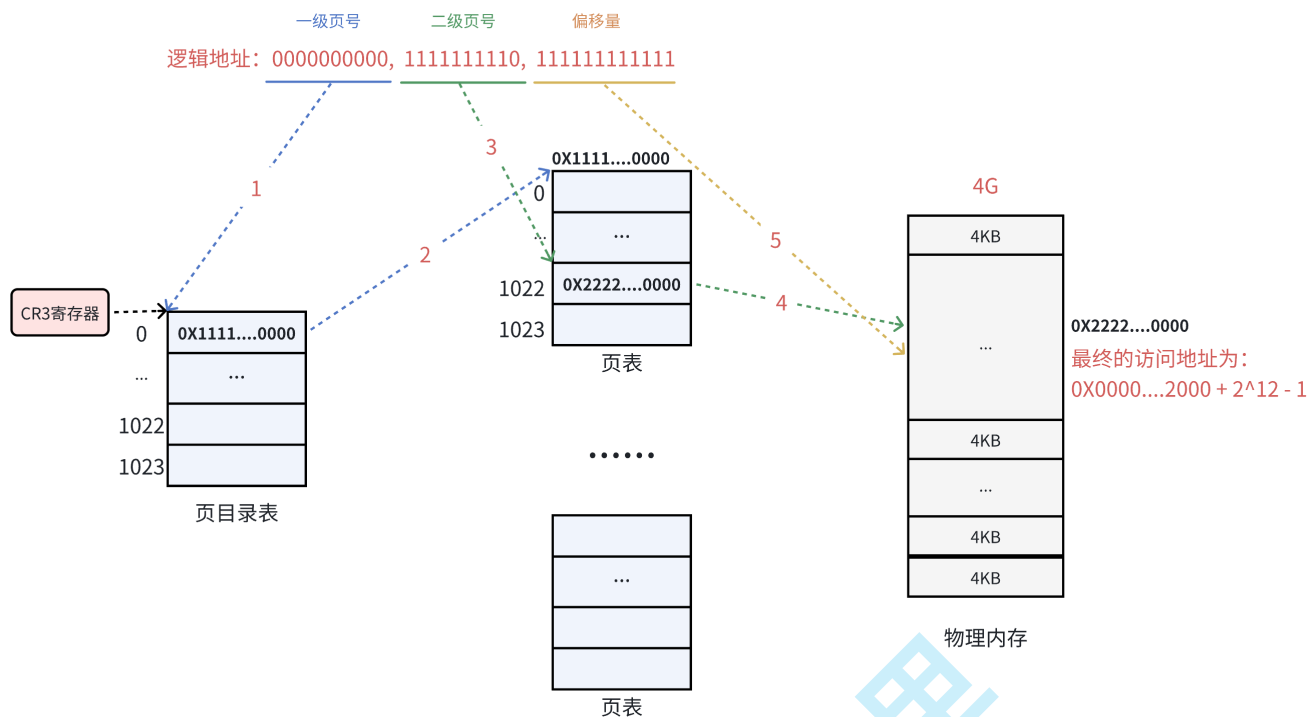 一级页号 二级页号 偏移量
逻辑地址：0000000000, 1111111110, 111111111111
1
3
2
5
4
CR3寄存器
0 0X1111....0000
... ...
1022
1023
页目录表
0X1111....0000
0
... ...
1022 0X2222....0000
1023
页表
......
...
页表
4G
4KB
...
4KB
...
4KB
4KB
物理内存
0X2222....0000
最终的访问地址为：
0X0000....2000 + 2^12 - 1